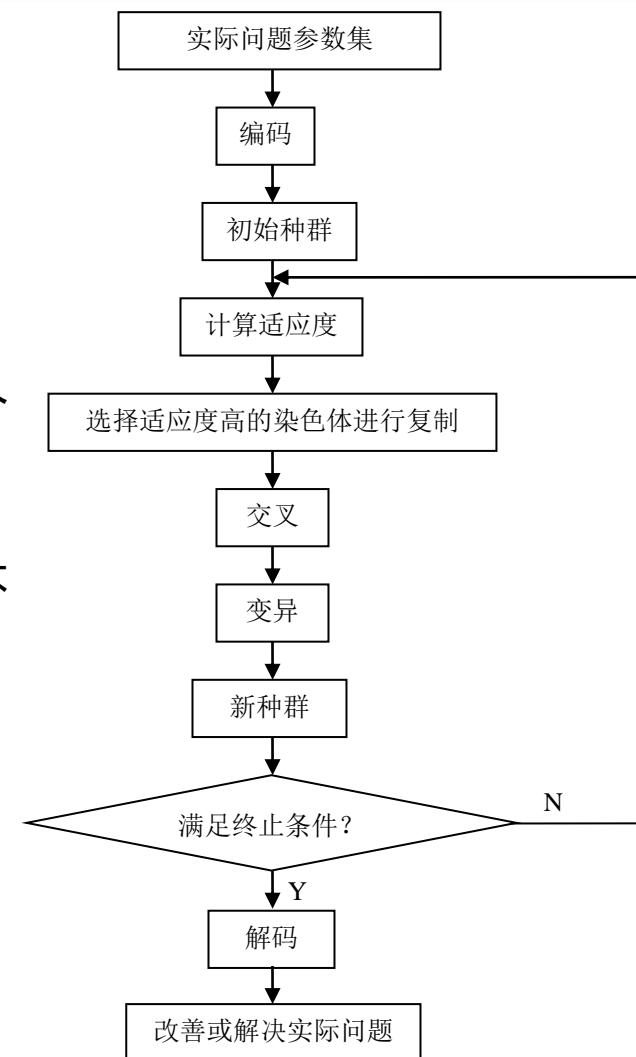 实际问题参数集
编码
初始种群
计算适应度
选择适应度高的染色体进行复制
交叉
变异
新种群
满足终止条件?
N
Y
解码
改善或解决实际问题